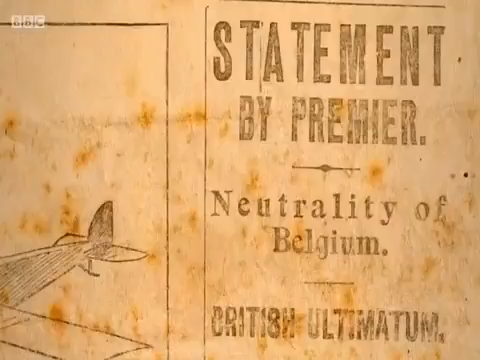 BBC
STATEMENT
BY PREMIER.
Neutrality of
Belgium.
BRITISH ULTIMATUM.